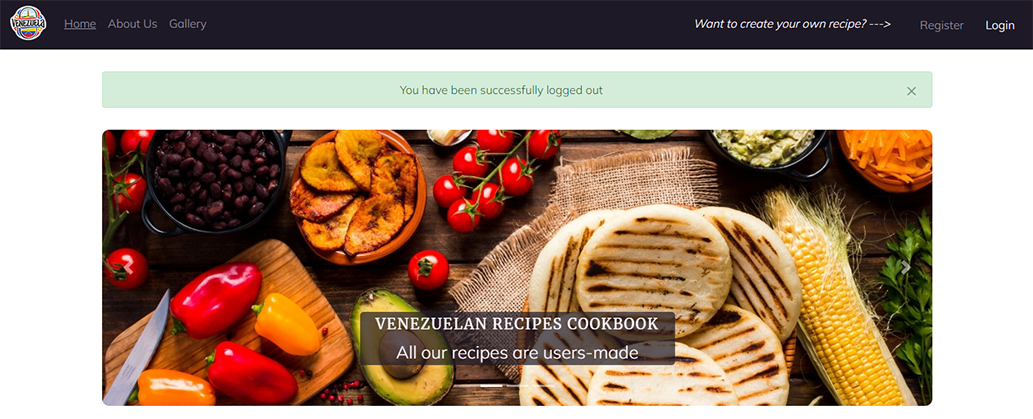 VENEZUELA
Home
About Us
Gallery
Want to create your own recipe? --->
Register
Login
You have been successfully logged out
×
VENEZUELAN RECIPES COOKBOOK
All our recipes are users-made